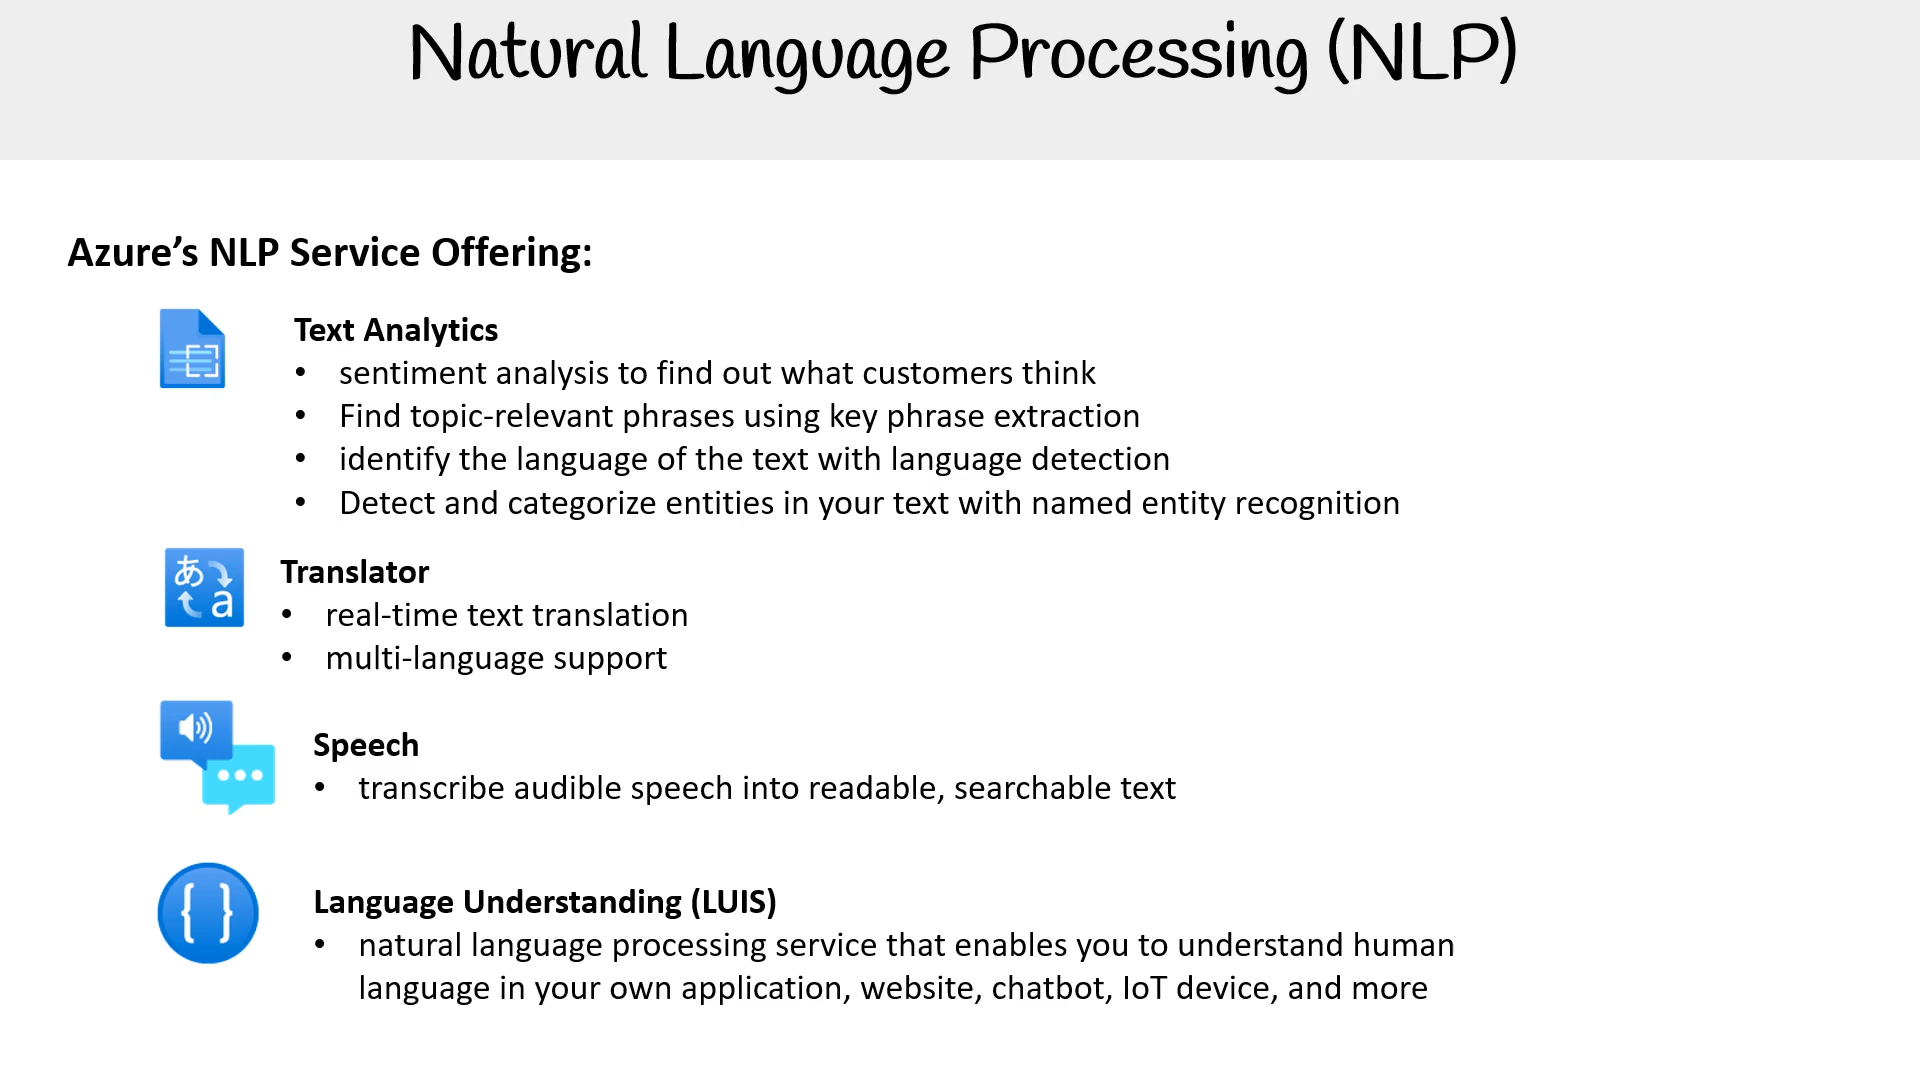 Natural Language Processing (NLP)
Azure’s NLP Service Offering:
Text Analytics
• sentiment analysis to find out what customers think
• Find topic-relevant phrases using key phrase extraction
• identify the language of the text with language detection
• Detect and categorize entities in your text with named entity recognition
あ
a
Translator
• real-time text translation
• multi-language support
Speech
• transcribe audible speech into readable, searchable text
{ }
Language Understanding (LUIS)
• natural language processing service that enables you to understand human
language in your own application, website, chatbot, IoT device, and more